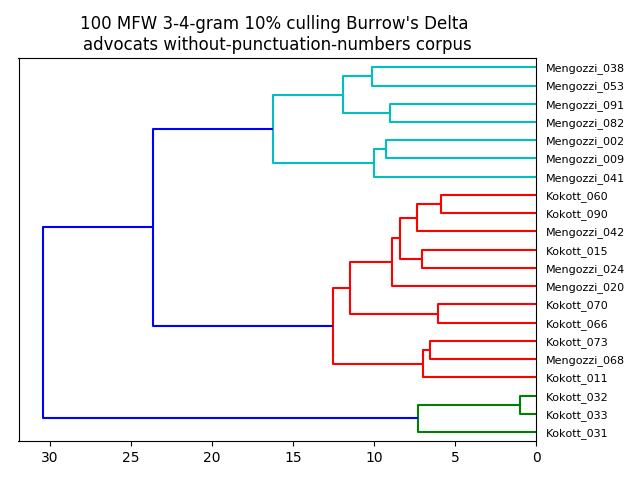 100 MFW 3-4-gram 10% culling Burrow's Delta
advocats without-punctuation-numbers corpus
Mengozzi_038
Mengozzi_053
Mengozzi_091
Mengozzi_082
Mengozzi_002
Mengozzi_009
Mengozzi_041
Kokott_060
Kokott_090
Mengozzi_042
Kokott_015
Mengozzi_024
Mengozzi_020
Kokott_070
Kokott_066
Kokott_073
Mengozzi_068
Kokott_011
Kokott_032
Kokott_033
Kokott_031
30 25 20 15 10 5 0